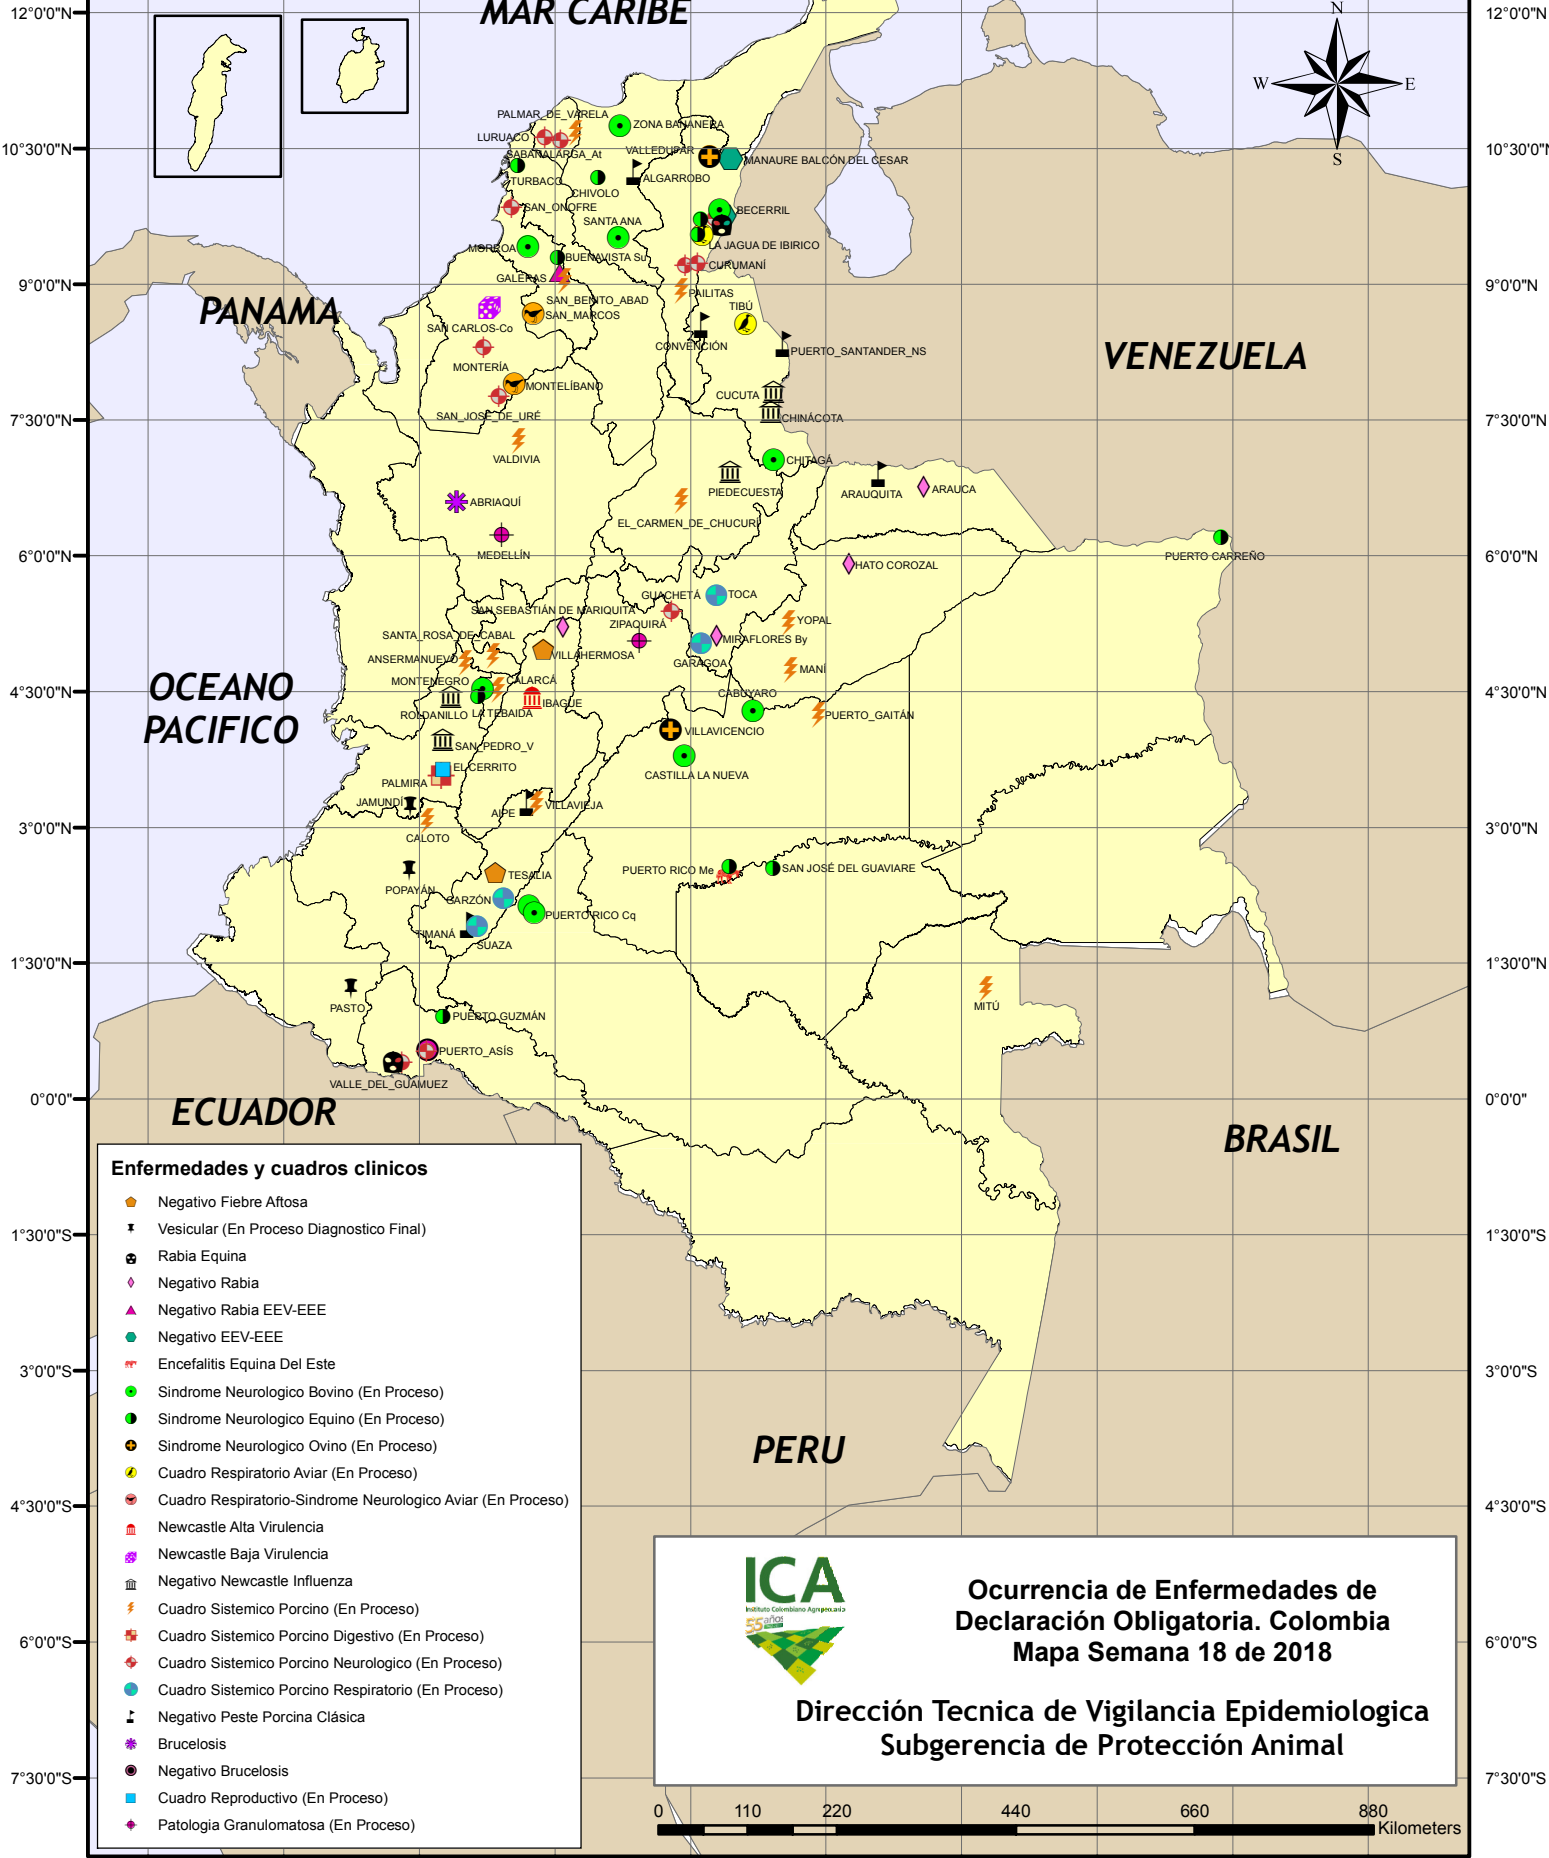 MAR CARIBE
12°0'0"N
12°0'0"N
N
W
E
S
PALMAR_DE_VARELA
ZONA BANANERA
LURUACO
10°30'0"N
SABANALARGA_At
VALLEDUPAR
MANAURE BALCÓN DEL CESAR
10°30'0"N
TURBACO
CHIVOLO
ALGARROBO
SAN_ONOFRE
SANTA ANA
BECERRIL
MORROA
LA JAGUA DE IBIRICO
BUENAVISTA Su
CURUMANÍ
GALERAS
9°0'0"N
9°0'0"N
PAILITAS
PANAMA
SAN_BENITO_ABAD
TIBÚ
SAN_MARCOS
SAN CARLOS-Co
CONVENCIÓN
PUERTO_SANTANDER_NS
VENEZUELA
MONTERÍA
MONTELÍBANO
CUCUTA
SAN_JOSÉ_DE_URÉ
CHINÁCOTA
7°30'0"N
7°30'0"N
VALDIVIA
CHITAGÁ
PIEDECUESTA
ARAUQUITA
ARAUCA
ABRIAQUÍ
EL_CARMEN_DE_CHUCURÍ
MEDELLÍN
6°0'0"N
PUERTO CARREÑO
6°0'0"N
HATO COROZAL
GUACHETÁ
TOCA
SAN SEBASTIÁN DE MARIQUITA
ZIPAQUIRÁ
YOPAL
SANTA_ROSA_DE_CABAL
MIRAFLORES By
ANSERMANUEVO
VILLAHERMOSA
GARAGOA
MANÍ
MONTENEGRO
CALARCÁ
CABUYARO
OCEANO
PACIFICO
4°30'0"N
4°30'0"N
IBAGUE
ROLDANILLO
LA TEBAIDA
PUERTO_GAITÁN
VILLAVICENCIO
SAN_PEDRO_V
EL CERRITO
CASTILLA LA NUEVA
PALMIRA
JAMUNDÍ
AIPE
VILLAVIEJA
3°0'0"N
CALOTO
3°0'0"N
PUERTO RICO Me
SAN JOSÉ DEL GUAVIARE
POPAYÁN
TESALIA
GARZÓN
PUERTO RICO Cq
TIMANÁ
SUAZA
1°30'0"N
1°30'0"N
PASTO
MITÚ
PUERTO GUZMÁN
PUERTO_ASÍS
VALLE_DEL_GUAMUEZ
0°0'0"
0°0'0"
ECUADOR
BRASIL
Enfermedades y cuadros clinicos
Negativo Fiebre Aftosa
Vesicular (En Proceso Diagnostico Final)
Rabia Equina
Negativo Rabia
Negativo Rabia EEV-EEE
Negativo EEV-EEE
Encefalitis Equina Del Este
Sindrome Neurologico Bovino (En Proceso)
Sindrome Neurologico Equino (En Proceso)
Sindrome Neurologico Ovino (En Proceso)
Cuadro Respiratorio Aviar (En Proceso)
Cuadro Respiratorio-Sindrome Neurologico Aviar (En Proceso)
Newcastle Alta Virulencia
Newcastle Baja Virulencia
Negativo Newcastle Influenza
Cuadro Sistemico Porcino (En Proceso)
Cuadro Sistemico Porcino Digestivo (En Proceso)
Cuadro Sistemico Porcino Neurologico (En Proceso)
Cuadro Sistemico Porcino Respiratorio (En Proceso)
Negativo Peste Porcina Clásica
Brucelosis
Negativo Brucelosis
Cuadro Reproductivo (En Proceso)
Patologia Granulomatosa (En Proceso)
1°30'0"S
1°30'0"S
3°0'0"S
3°0'0"S
PERU
4°30'0"S
4°30'0"S
6°0'0"S
6°0'0"S
7°30'0"S
7°30'0"S
ICA
Instituto Colombiano Agropecuario
55 años
Ocurrencia de Enfermedades de
Declaración Obligatoria. Colombia
Mapa Semana 18 de 2018
Dirección Tecnica de Vigilancia Epidemiologica
Subgerencia de Protección Animal
0 110 220 440 660 880
Kilometers